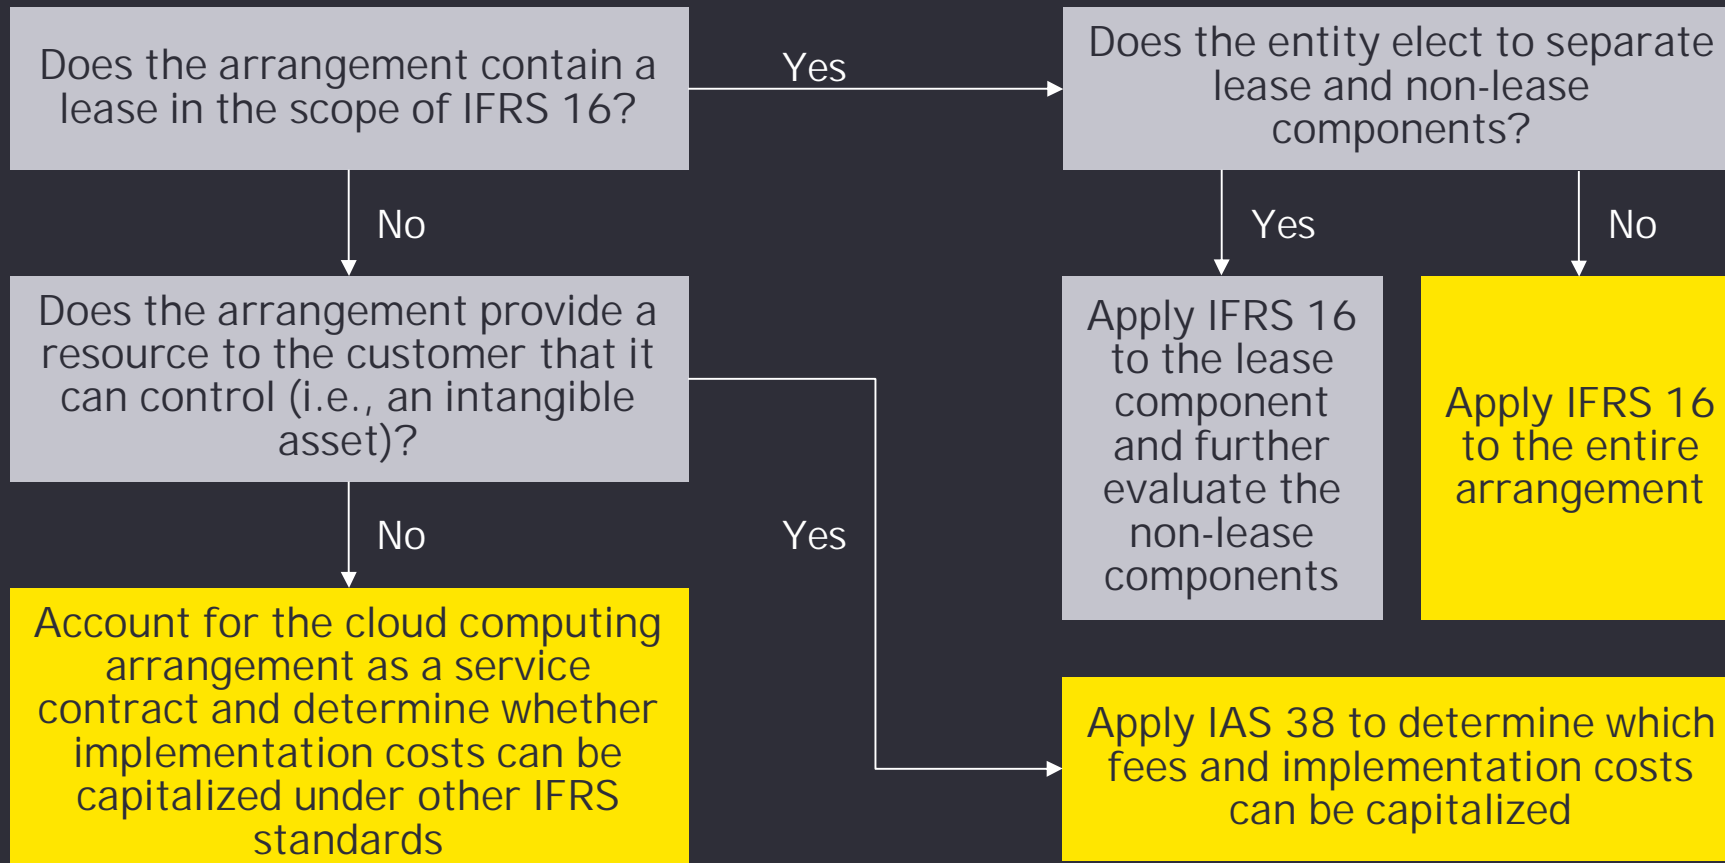 Does the arrangement contain a
lease in the scope of IFRS 16?
Yes
Does the entity elect to separate
lease and non-lease
components?
No
Yes
No
Does the arrangement provide a
resource to the customer that it
can control (i.e., an intangible
asset)?
Apply IFRS 16
to the lease
component
and further
evaluate the
non-lease
components
Apply IFRS 16
to the entire
arrangement
No
Yes
Account for the cloud computing
arrangement as a service
contract and determine whether
implementation costs can be
capitalized under other IFRS
standards
Apply IAS 38 to determine which
fees and implementation costs
can be capitalized